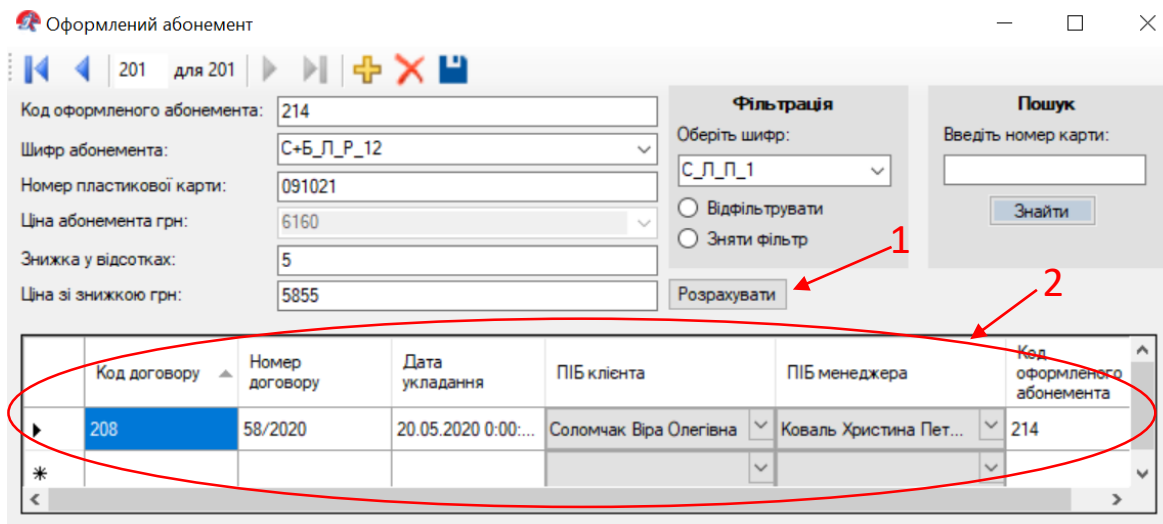 Оформлений абонемент
201 для 201
Код оформленого абонемента: 214
Шифр абонемента: С+Б_Л_Р_12
Номер пластикової карти: 091021
Ціна абонемента грн: 6160
Знижка у відсотках: 5
Ціна зі знижкою грн: 5855
Розрахувати
Фільтрація
Оберіть шифр:
С_Л_П_1
Відфільтрувати
Зняти фільтр
Пошук
Введіть номер карти:
Знайти
1
2
Код договору
Номер
договору
Дата
укладання
ПІБ клієнта
ПІБ менеджера
Код
оформленого
абонемента
208 58/2020 20.05.2020 0:00:... Соломчак Віра Олегівна Коваль Христина Пет... 214